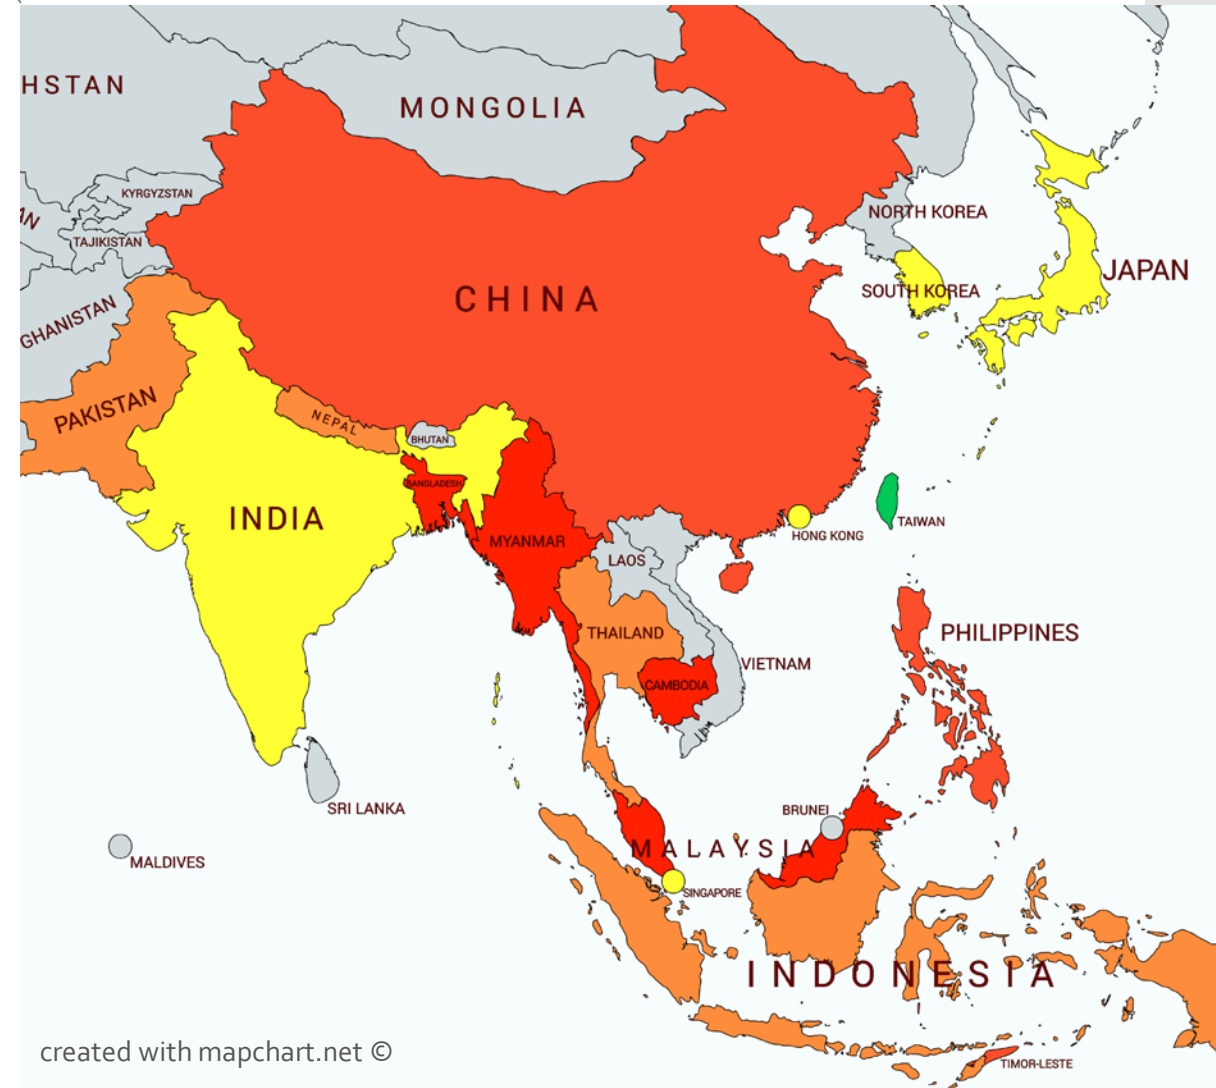 HSTAN
MONGOLIA
KYRGYZSTAN
AN
TAJIKISTAN
NORTH KOREA
JAPAN
SOUTH KOREA
CHINA
GHANISTAN
PAKISTAN
NEPAL
BHUTAN
BANGLADESH
INDIA
TAIWAN
HONG KONG
MYANMAR
LAOS
THAILAND
PHILIPPINES
VIETNAM
CAMBODIA
SRI LANKA
BRUNEI
MALAYSIA
MALDIVES
SINGAPORE
INDONESIA
created with mapchart.net ©
TIMOR-LESTE